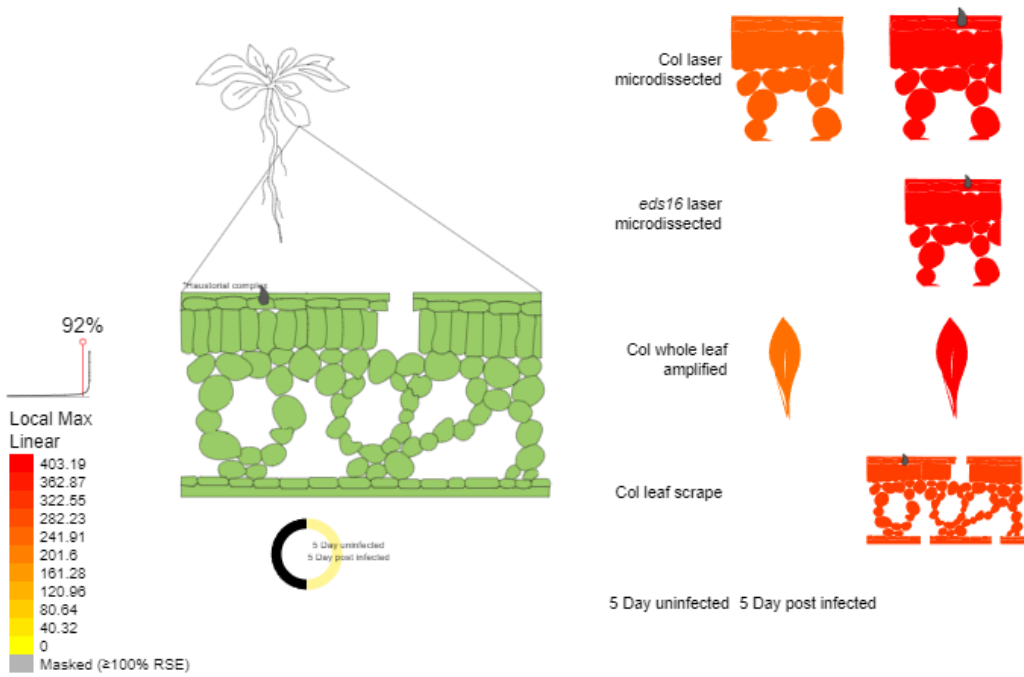 Col laser
microdissected
eds16 laser
microdissected
*Haustorial complex
92%
Col whole leaf
amplified
Local Max
Linear
403.19
362.87
322.55
282.23
241.91
201.6
161.28
120.96
80.64
40.32
0
Masked (≥100% RSE)
Col leaf scrape
5 Day uninfected
5 Day post infected
5 Day uninfected 5 Day post infected